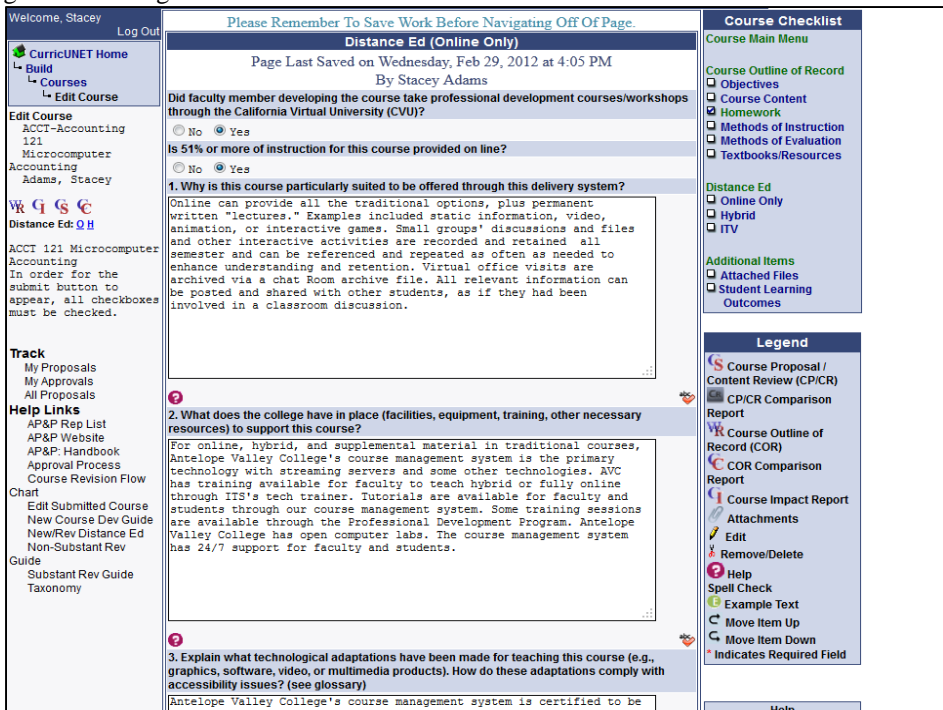 Welcome, Stacey
Log Out
CurricUNET Home
Build
Courses
Edit Course
Edit Course
ACCT-Accounting
121
Microcomputer
Accounting
Adams, Stacey
WR CI CS CC
Distance Ed: O H
ACCT 121 Microcomputer
Accounting
In order for the
submit button to
appear, all checkboxes
must be checked.
Track
My Proposals
My Approvals
All Proposals
Help Links
AP&P Rep List
AP&P Website
AP&P: Handbook
Approval Process
Course Revision Flow
Chart
Edit Submitted Course
New Course Dev Guide
New/Rev Distance Ed
Non-Substant Rev
Guide
Substant Rev Guide
Taxonomy
Please Remember To Save Work Before Navigating Off Of Page.
Distance Ed (Online Only)
Page Last Saved on Wednesday, Feb 29, 2012 at 4:05 PM
By Stacey Adams
Did faculty member developing the course take professional development courses/workshops
through the California Virtual University (CVU)?
No Yes
Is 51% or more of instruction for this course provided on line?
No Yes
1. Why is this course particularly suited to be offered through this delivery system?
Online can provide all the traditional options, plus permanent
written "lectures." Examples included static information, video,
animation, or interactive games. Small groups' discussions and files
and other interactive activities are recorded and retained all
semester and can be referenced and repeated as often as needed to
enhance understanding and retention. Virtual office visits are
archived via a chat Room archive file. All relevant information can
be posted and shared with other students, as if they had been
involved in a classroom discussion.
2. What does the college have in place (facilities, equipment, training, other necessary
resources) to support this course?
For online, hybrid, and supplemental material in traditional courses,
Antelope Valley College's course management system is the primary
technology with streaming servers and some other technologies. AVC
has training available for faculty to teach hybrid or fully online
through ITS's tech trainer. Tutorials are available for faculty and
students through our course management system. Some training sessions
are available through the Professional Development Program. Antelope
Valley College has open computer labs. The course management system
has 24/7 support for faculty and students.
3. Explain what technological adaptations have been made for teaching this course (e.g.,
graphics, software, video, or multimedia products). How do these adaptations comply with
accessibility issues? (see glossary)
Antelope Valley College's course management system is certified to be
Course Checklist
Course Main Menu
Course Outline of Record
Objectives
Course Content
Homework
Methods of Instruction
Methods of Evaluation
Textbooks/Resources
Distance Ed
Online Only
Hybrid
ITV
Additional Items
Attached Files
Student Learning
Outcomes
Legend
Course Proposal /
Content Review (CP/CR)
CP/CR Comparison
Report
Course Outline of
Record (COR)
COR Comparison
Report
Course Impact Report
Attachments
Edit
Remove/Delete
Help
Spell Check
Example Text
Move Item Up
Move Item Down
* Indicates Required Field
Help